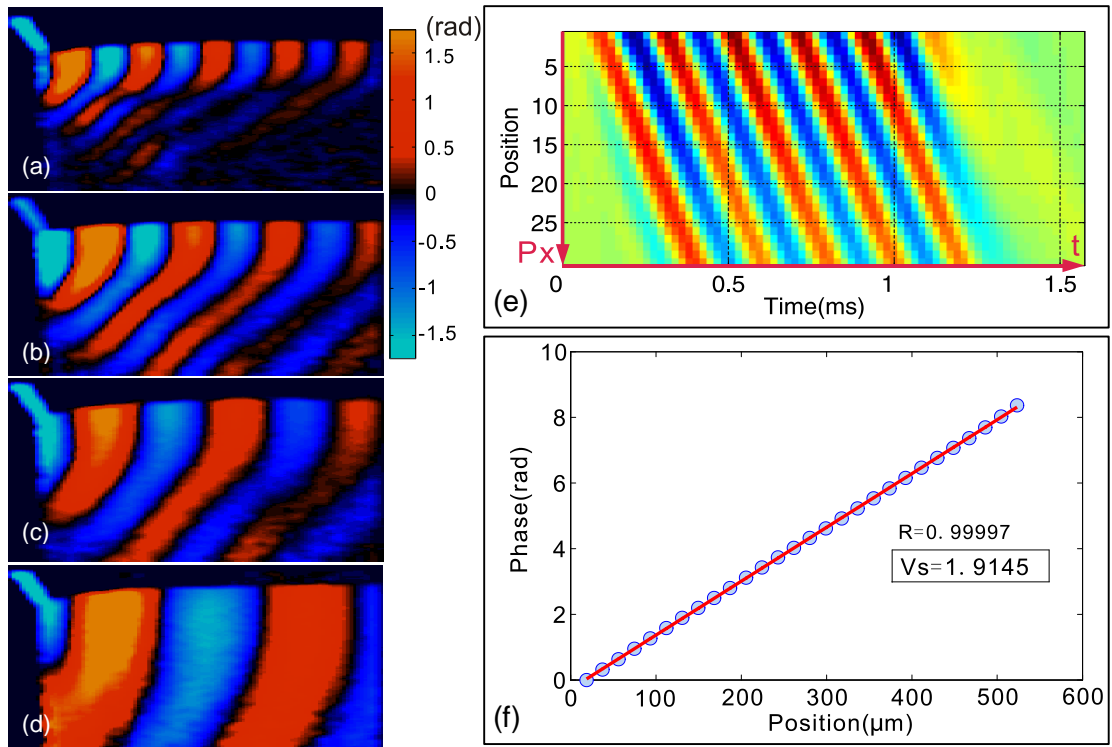 (rad)
1.5
1
0.5
0
-0.5
-1
-1.5
(a)
(b)
(c)
(d)
Position
5
10
15
20
25
Px
t
0
0.5
1
1.5
Time(ms)
(e)
10
8
6
4
2
0
Phase(rad)
R=0.99997
Vs=1.9145
0 100 200 300 400 500 600
Position(μm)
(f)